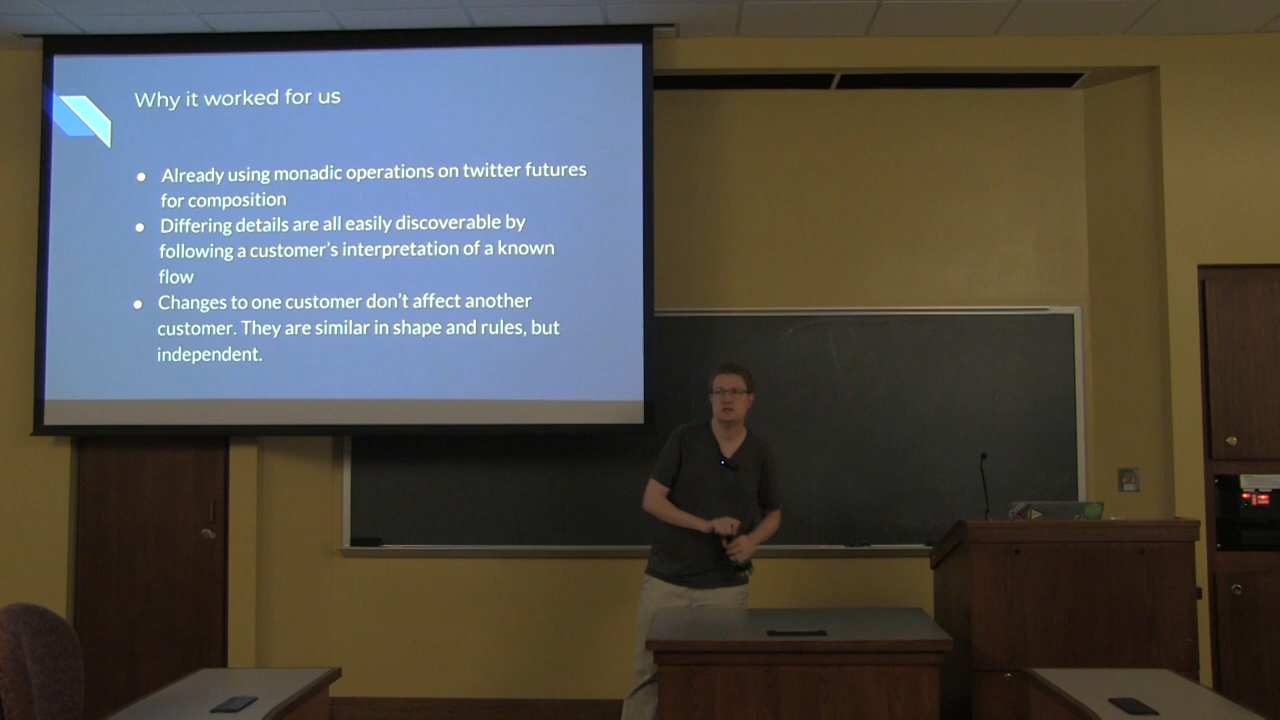 Why it worked for us
● Already using monadic operations on twitter futures
for composition
● Differing details are all easily discoverable by
following a customer's interpretation of a known
flow
● Changes to one customer don't affect another
customer. They are similar in shape and rules, but
independent.